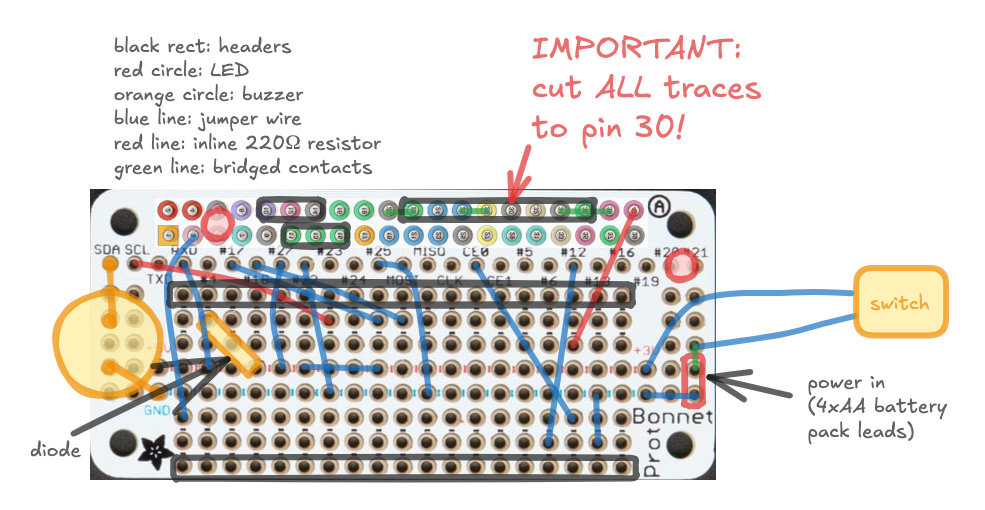 black rect: headers
red circle: LED
orange circle: buzzer
blue line: jumper wire
red line: inline 220Ω resistor
green line: bridged contacts
IMPORTANT:
cut ALL traces
to pin 30!
A
SDA SCL RXD #17 #27 #23 #25 MISO CE0 #5 #12 #16 #20 #21
#4 #18 #22 #24 MOSI CLK CE1 #6 #13 #19
+3V
GND
Bonnet
Proto
switch
power in
(4xAA battery
pack leads)
diode